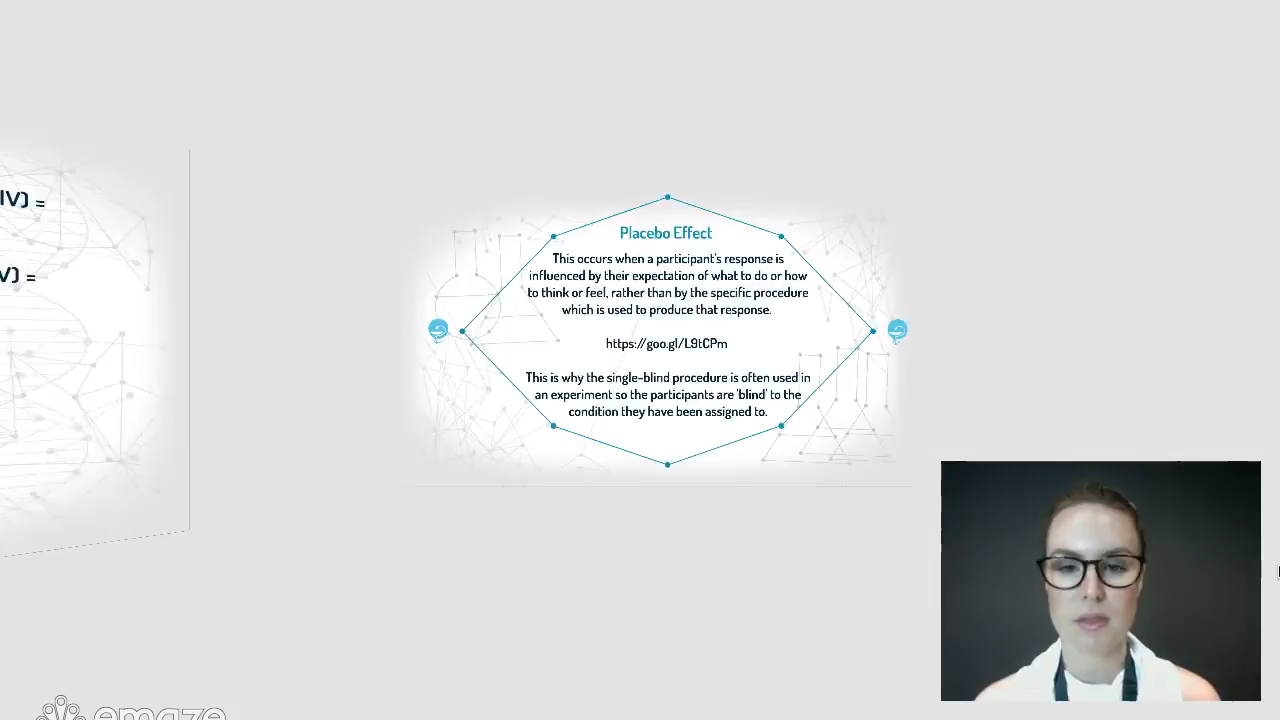 IV) =
V) =
Placebo Effect
This occurs when a participant's response is
influenced by their expectation of what to do or how
to think or feel, rather than by the specific procedure
which is used to produce that response.
https://goo.gl/L9tCPm
This is why the single-blind procedure is often used in
an experiment so the participants are 'blind' to the
condition they have been assigned to.
emaze